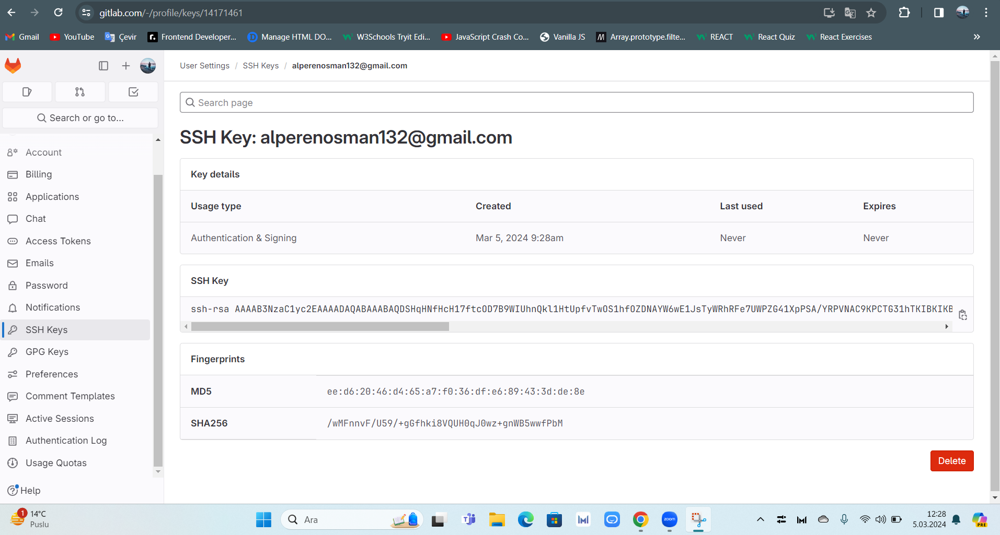 gitlab.com/-/profile/keys/14171461
Gmail YouTube Çevir Frontend Developer... Manage HTML DO... W3Schools Tryit Edi... JavaScript Crash Co... Vanilla JS Array.prototype.filte... REACT React Quiz React Exercises
User Settings / SSH Keys / alperenosman132@gmail.com
Search page
Search or go to...
SSH Key: alperenosman132@gmail.com
Account
Billing
Applications
Chat
Access Tokens
Emails
Password
Notifications
SSH Keys
GPG Keys
Preferences
Comment Templates
Active Sessions
Authentication Log
Usage Quotas
Help
Key details
Usage type Created Last used Expires
Authentication & Signing Mar 5, 2024 9:28am Never Never
SSH Key
ssh-rsa AAAAB3NzaC1yc2EAAAADAQABAAABAQDSHqHNfHcH17ftcOD7B9WIUhnQkl1HtUpfvTwOS1hfOZDNAYW6wE1JsTyWRhRFe7UWPZG41XpPSA/YRPVNAC9KPCTG31hTKIBKIKB
Fingerprints
MD5 ee:d6:20:46:d4:65:a7:f0:36:df:e6:89:43:3d:de:8e
SHA256 /wMFnnvF/U59/+gGfhki8VQUH0qJ0wz+gnWB5wwfPbM
Delete
1
14°C
Puslu
Ara
zoom
12:28
5.03.2024
PRE